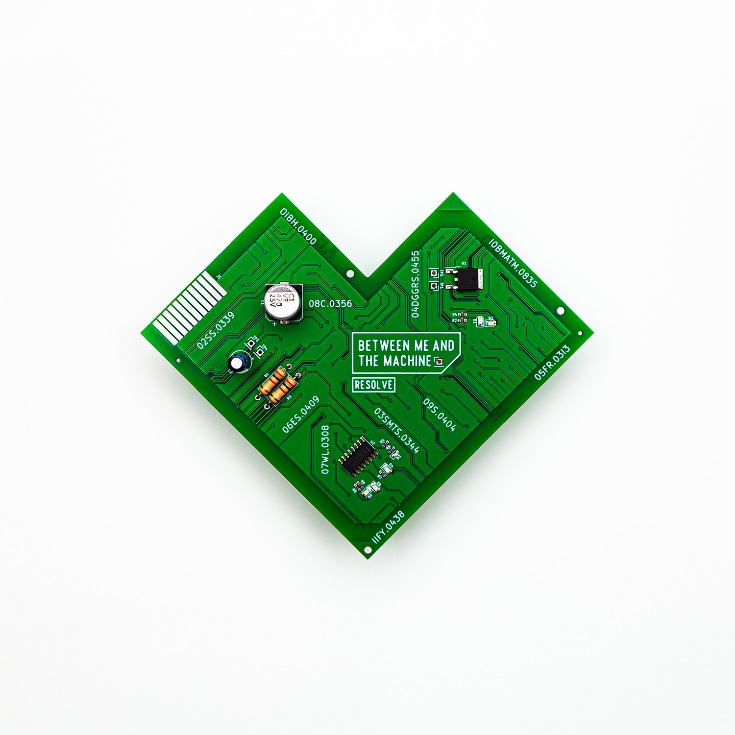 01BH.0400
10BMATM.0835
04DGGRS.0455
08C.0356
02SS.0339
BETWEEN ME AND
THE MACHINE
RESOLVE
05FR.0313
06ES.0409
09S.0404
03SMTS.0344
07WL.0308
11FY.0438